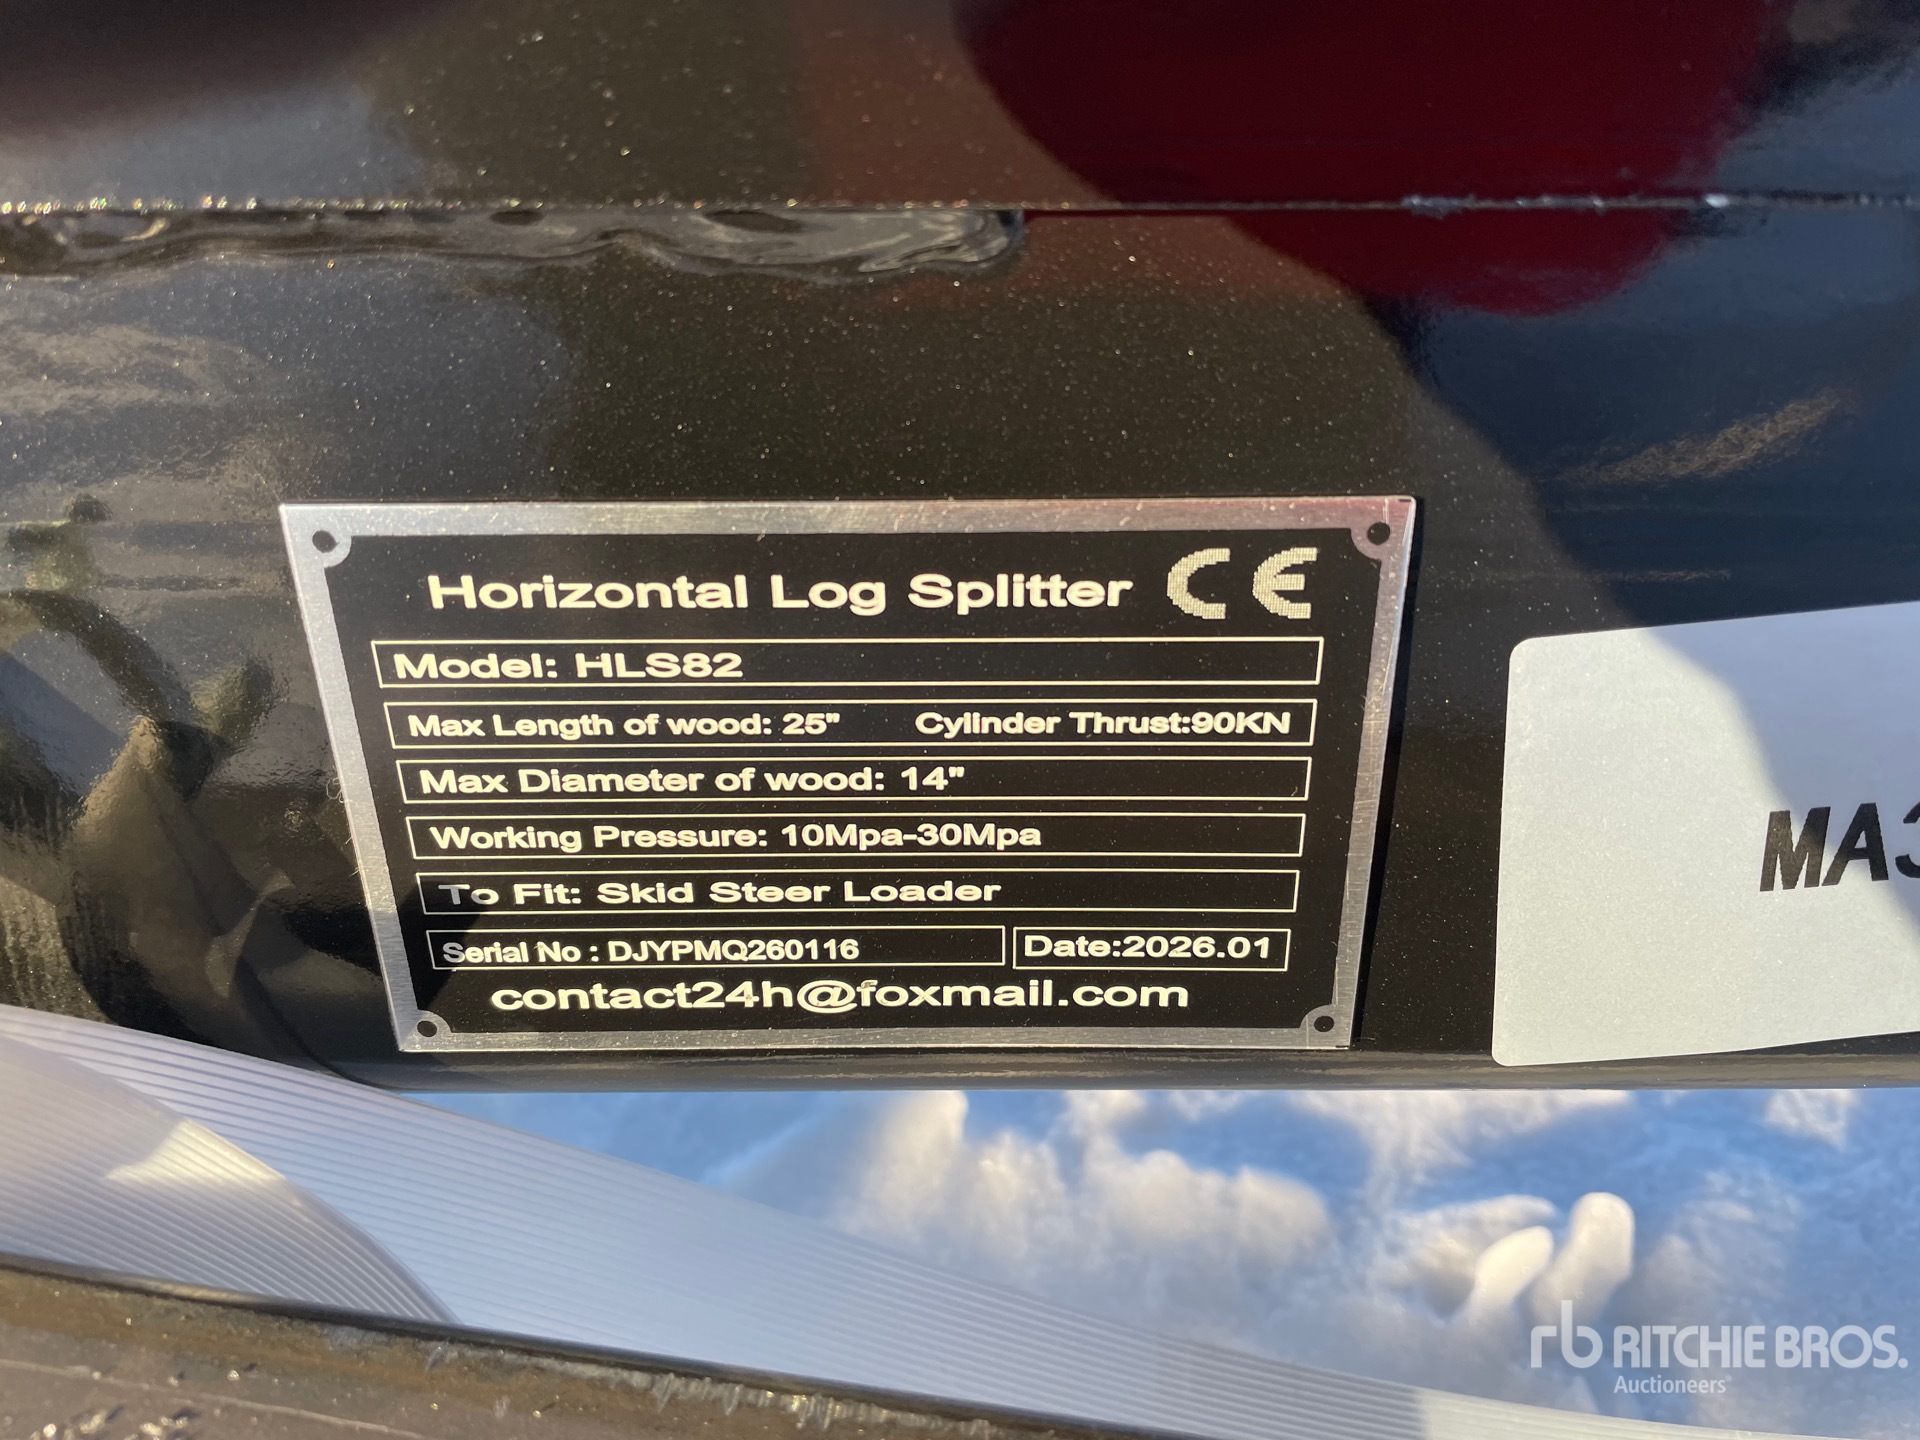 Horizontal Log Splitter CE
Model: HLS82
Max Length of wood: 25" Cylinder Thrust:90KN
Max Diameter of wood: 14"
Working Pressure: 10Mpa-30Mpa
To Fit: Skid Steer Loader
Serial No : DJYPMQ260116 Date:2026.01
contact24h@foxmail.com
rb RITCHIE BROS.
Auctioneers